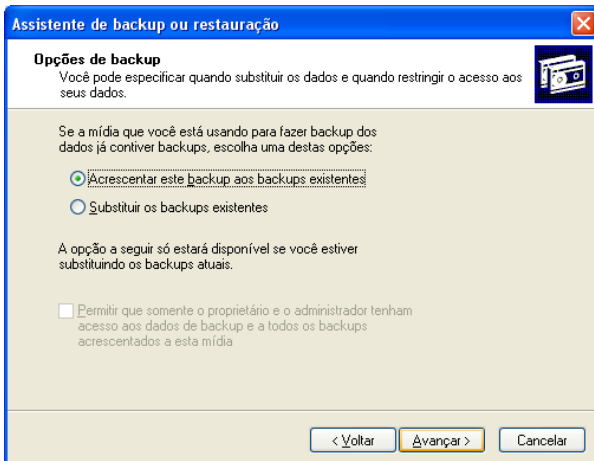 Assistente de backup ou restauração
Opções de backup
Você pode especificar quando substituir os dados e quando restringir o acesso aos
seus dados.
Se a mídia que você está usando para fazer backup dos
dados já contiver backups, escolha uma destas opções:
Acrescentar este backup aos backups existentes
Substituir os backups existentes
A opção a seguir só estará disponível se você estiver
substituindo os backups atuais.
Permitir que somente o proprietário e o administrador tenham
acesso aos dados de backup e a todos os backups
acrescentados a esta mídia
< Voltar Avançar > Cancelar